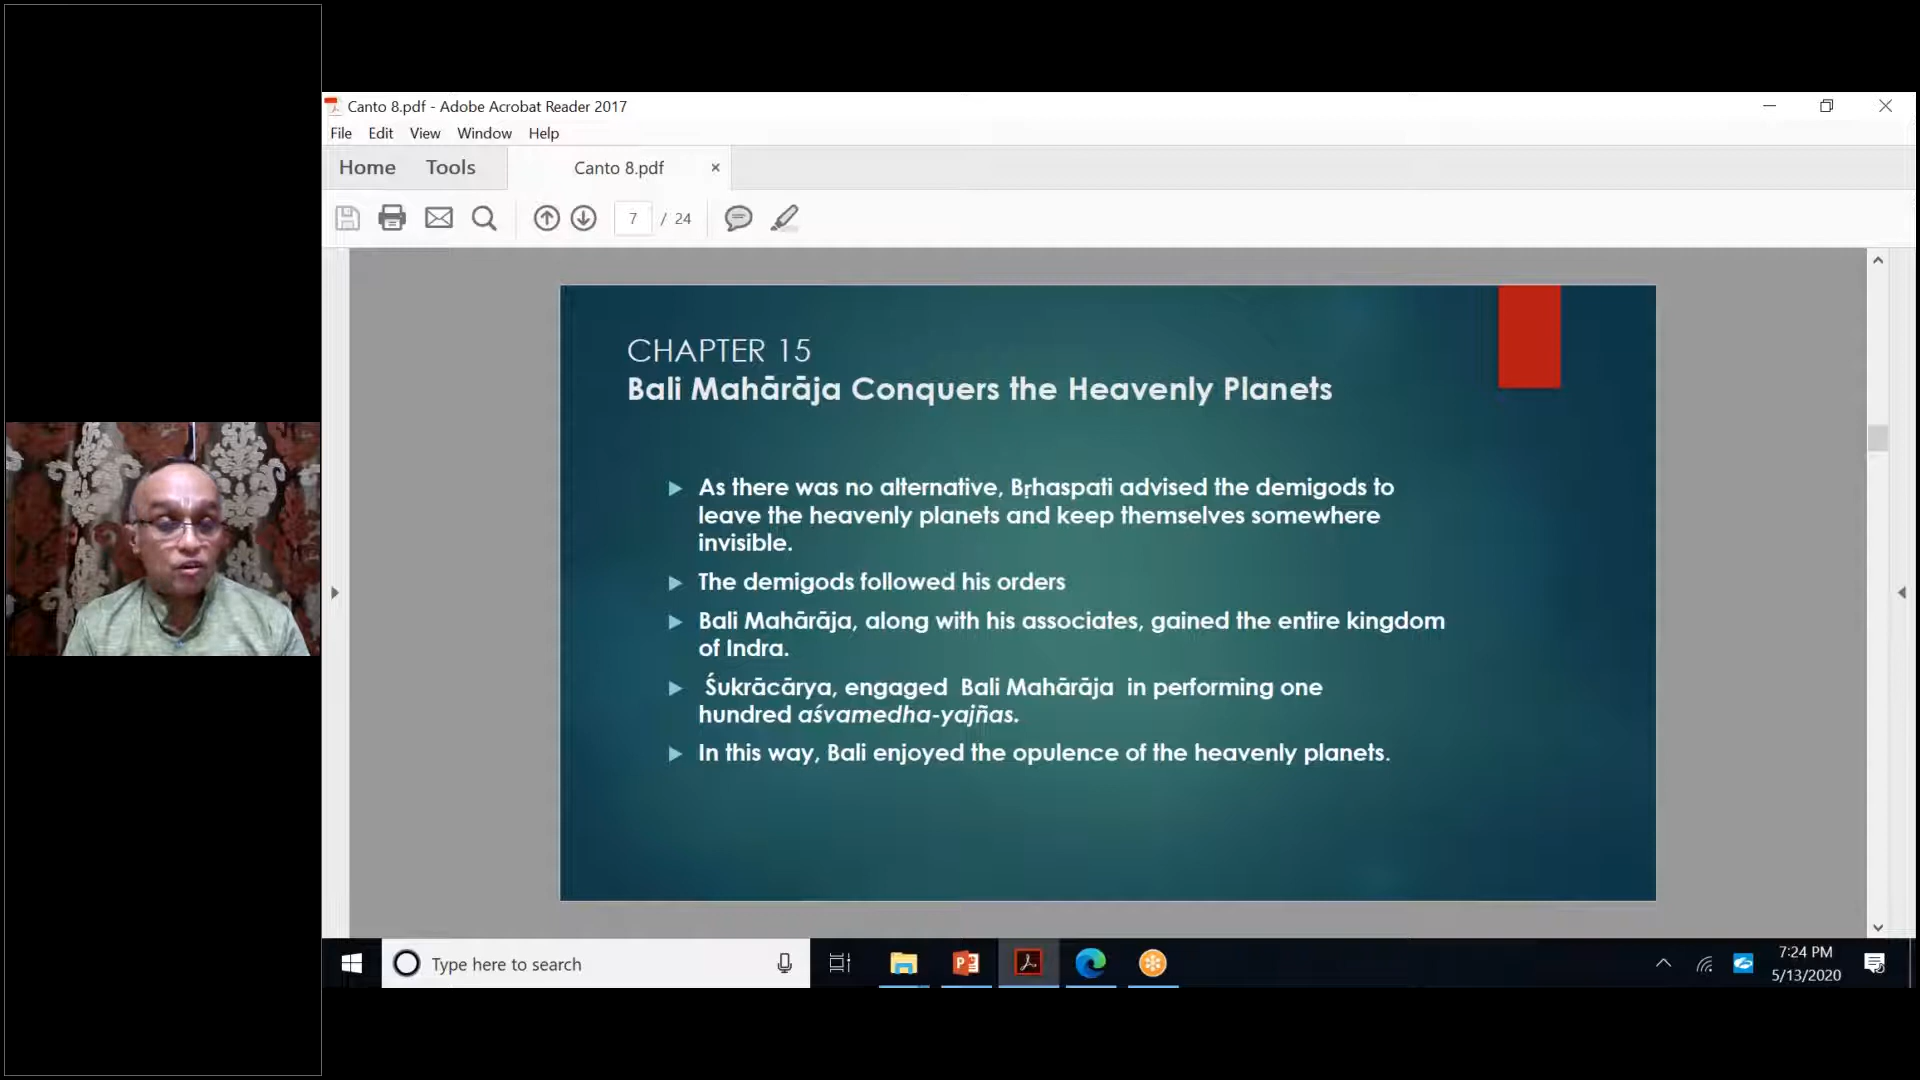 Canto 8.pdf - Adobe Acrobat Reader 2017
File Edit View Window Help
Home Tools Canto 8.pdf ×
7 / 24
CHAPTER 15
Bali Mahārāja Conquers the Heavenly Planets
As there was no alternative, Bṛhaspati advised the demigods to
leave the heavenly planets and keep themselves somewhere
invisible.
The demigods followed his orders
Bali Mahārāja, along with his associates, gained the entire kingdom
of Indra.
Śukrācārya, engaged Bali Mahārāja in performing one
hundred aśvamedha-yajñas.
In this way, Bali enjoyed the opulence of the heavenly planets.
Type here to search
7:24 PM
5/13/2020